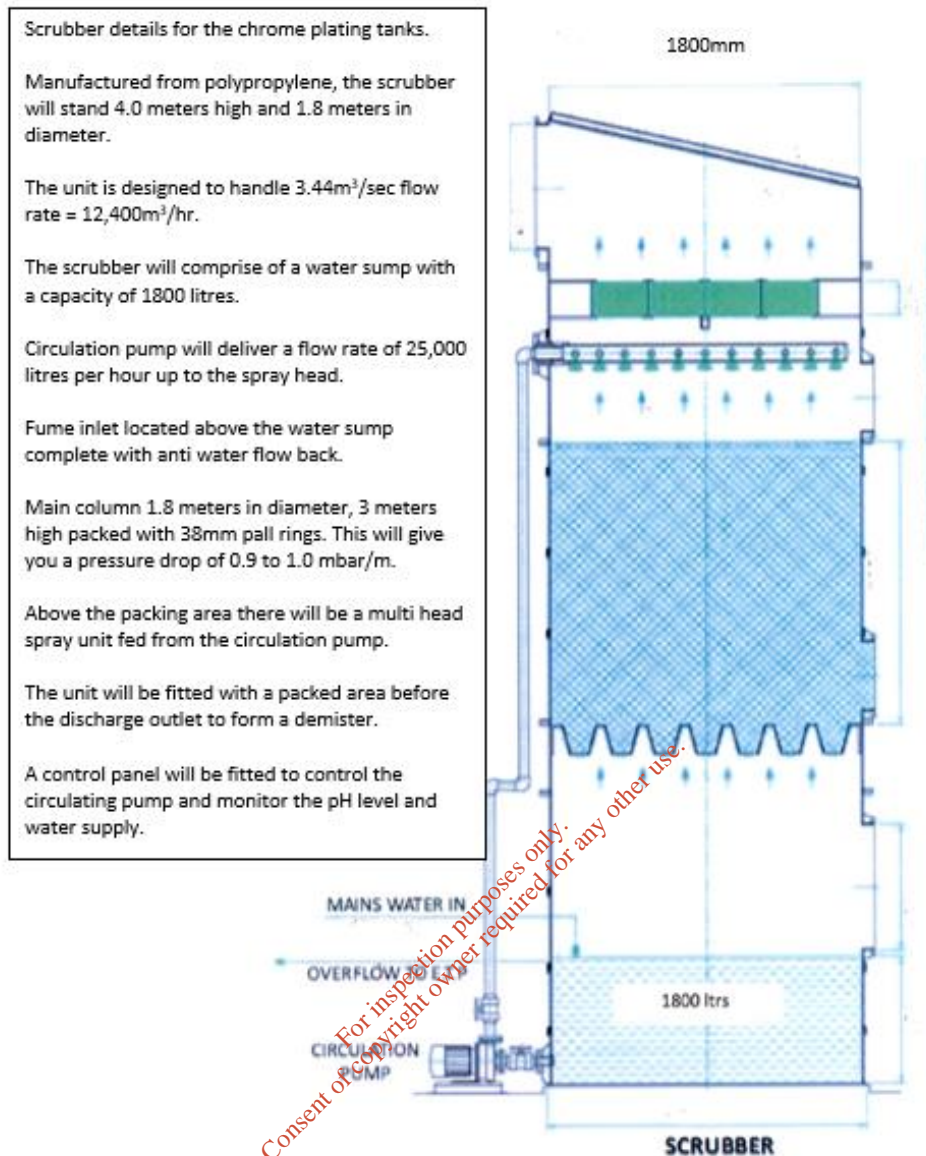 Scrubber details for the chrome plating tanks.
Manufactured from polypropylene, the scrubber
will stand 4.0 meters high and 1.8 meters in
diameter.
The unit is designed to handle 3.44m³/sec flow
rate = 12,400m³/hr.
The scrubber will comprise of a water sump with
a capacity of 1800 litres.
Circulation pump will deliver a flow rate of 25,000
litres per hour up to the spray head.
Fume inlet located above the water sump
complete with anti water flow back.
Main column 1.8 meters in diameter, 3 meters
high packed with 38mm pall rings. This will give
you a pressure drop of 0.9 to 1.0 mbar/m.
Above the packing area there will be a multi head
spray unit fed from the circulation pump.
The unit will be fitted with a packed area before
the discharge outlet to form a demister.
A control panel will be fitted to control the
circulating pump and monitor the pH level and
water supply.
1800mm
MAINS WATER IN
OVERFLOW TO E.T.P
1800 ltrs
CIRCULATION
PUMP
SCRUBBER
For inspection purposes only.
Consent of copyright owner required for any other use.